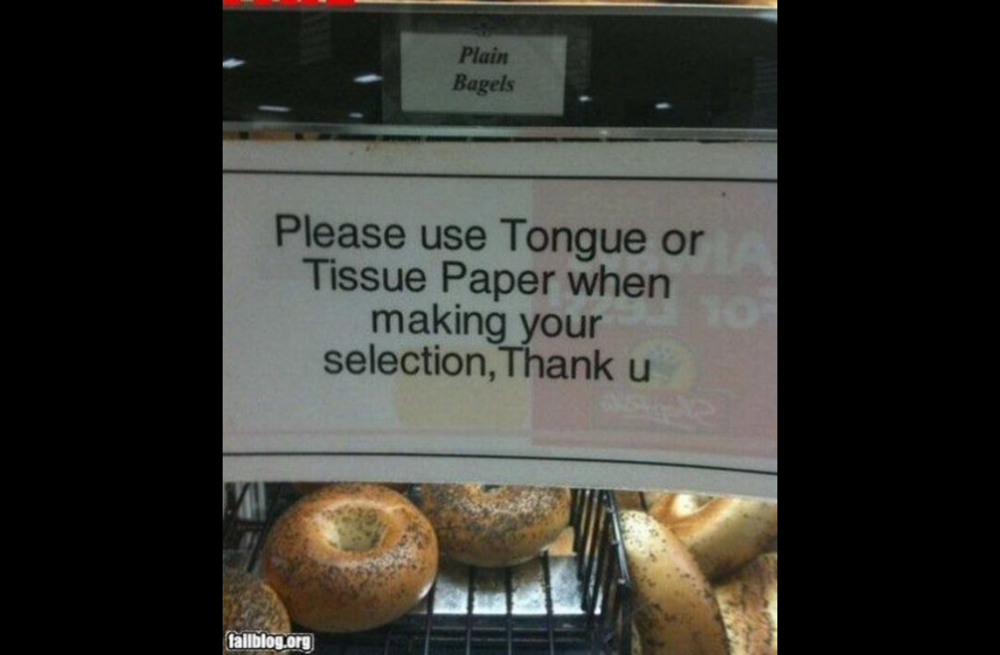 Plain
Bagels
Please use Tongue or
Tissue Paper when
making your
selection,Thank u
failblog.org